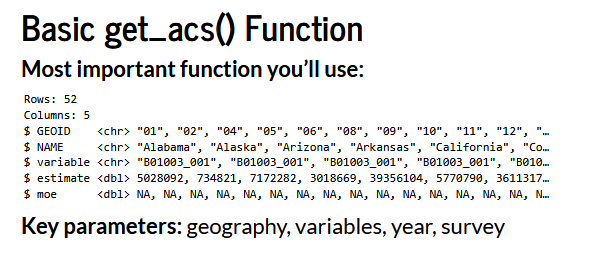 Basic get_acs() Function
Most important function you’ll use:
Rows: 52
Columns: 5
$ GEOID    <chr> "01", "02", "04", "05", "06", "08", "09", "10", "11", "12", "…
$ NAME     <chr> "Alabama", "Alaska", "Arizona", "Arkansas", "California", "Co…
$ variable <chr> "B01003_001", "B01003_001", "B01003_001", "B01003_001", "B010…
$ estimate <dbl> 5028092, 734821, 7172282, 3018669, 39356104, 5770790, 3611317…
$ moe      <dbl> NA, NA, NA, NA, NA, NA, NA, NA, NA, NA, NA, NA, NA, NA, NA, N…
Key parameters: geography, variables, year, survey